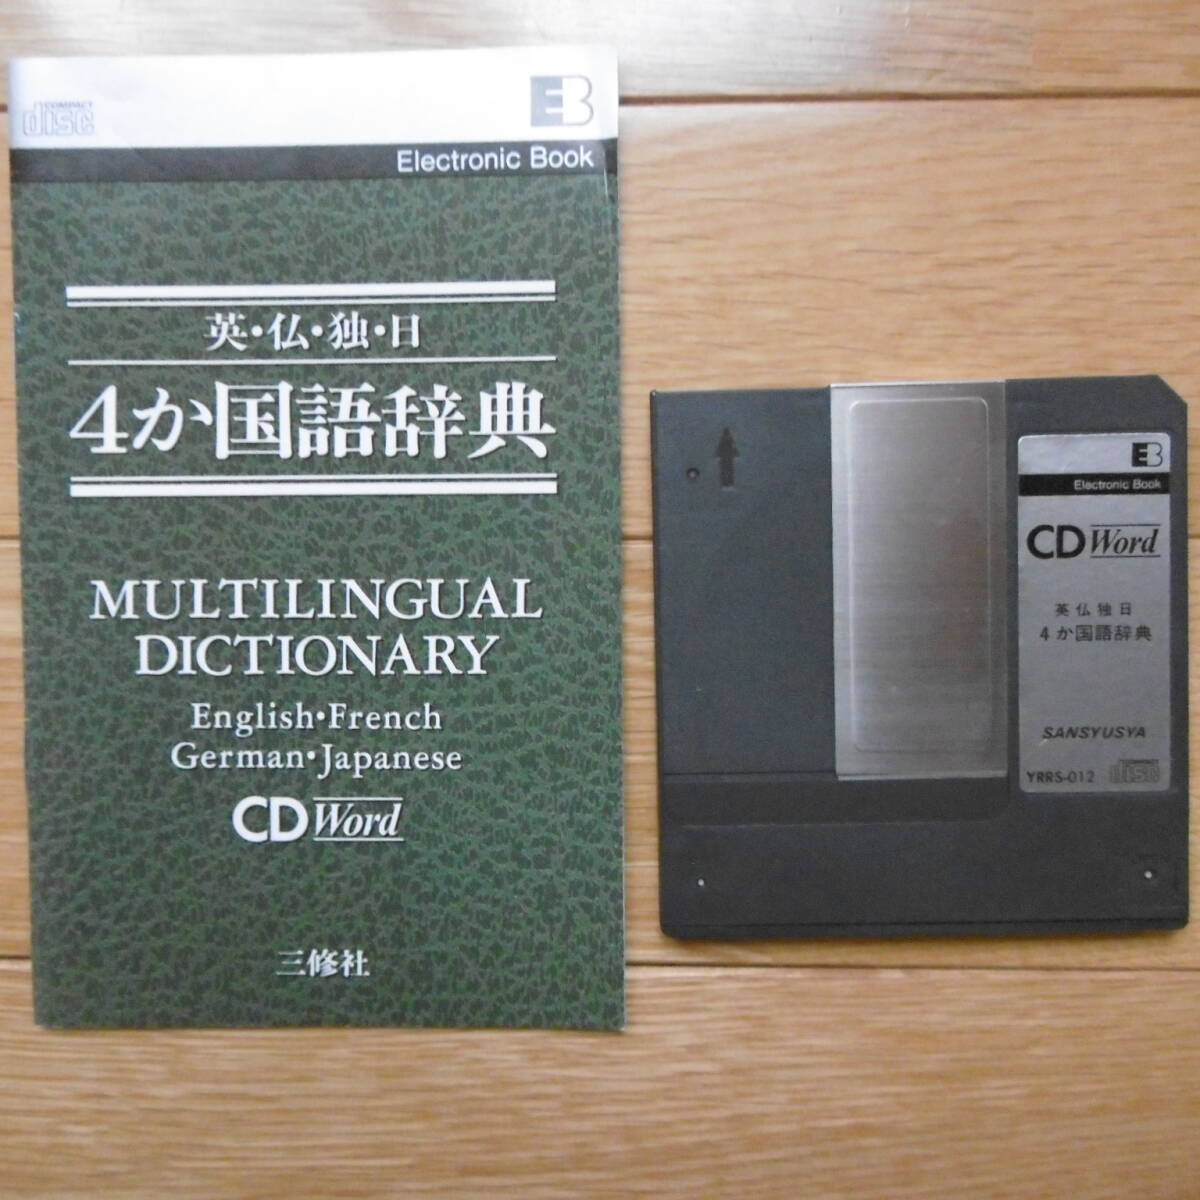 COMPACT
disc
EB
Electronic Book
英・仏・独・日
4か国語辞典
MULTILINGUAL
DICTIONARY
English・French
German・Japanese
CD Word
三修社
EB
Electronic Book
CD Word
英仏独日
4か国語辞典
SANSYUSYA
YRRS-012 disc